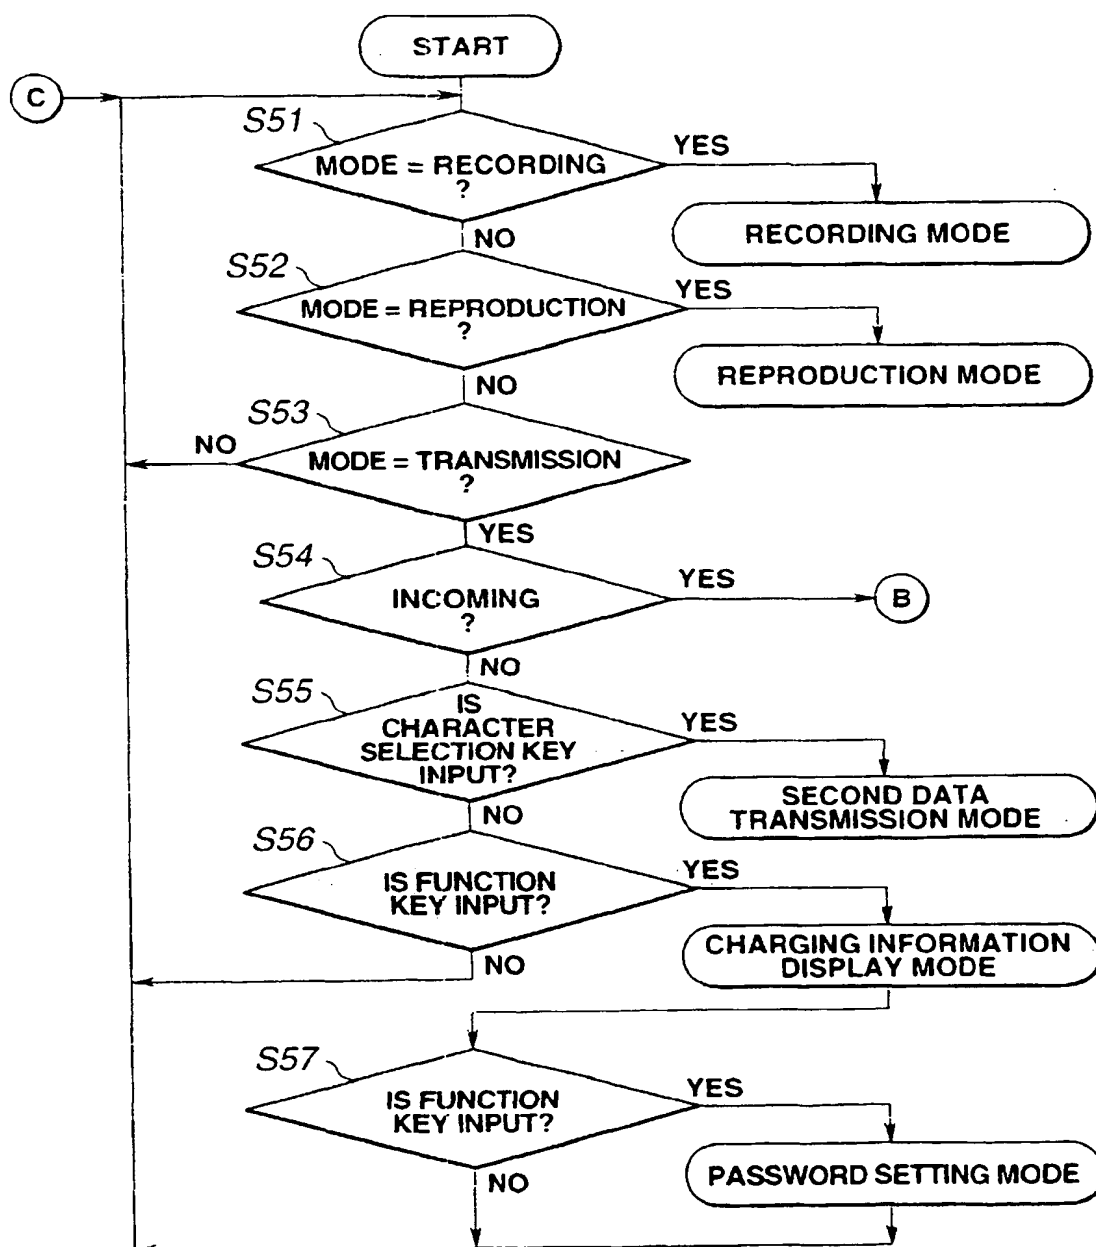 START
C
S51
MODE = RECORDING
?
YES
RECORDING MODE
NO
S52
MODE = REPRODUCTION
?
YES
REPRODUCTION MODE
NO
S53
NO
MODE = TRANSMISSION
?
YES
S54
INCOMING
?
YES
B
NO
S55
IS
CHARACTER
SELECTION KEY
INPUT?
YES
SECOND DATA
TRANSMISSION MODE
NO
S56
IS FUNCTION
KEY INPUT?
YES
CHARGING INFORMATION
DISPLAY MODE
NO
S57
IS FUNCTION
KEY INPUT?
YES
PASSWORD SETTING MODE
NO